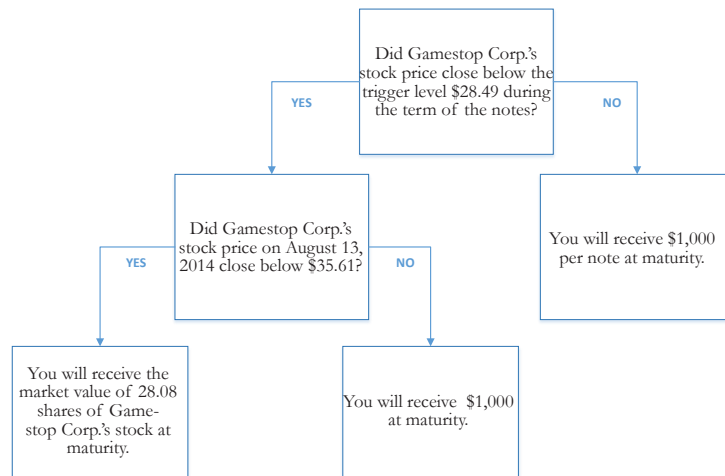 Did Gamestop Corp.'s
stock price close below the
trigger level $28.49 during
the term of the notes?
YES
NO
Did Gamestop Corp.'s
stock price on August 13,
2014 close below $35.61?
You will receive $1,000
per note at maturity.
YES
NO
You will receive the
market value of 28.08
shares of Game-
stop Corp.'s stock at
maturity.
You will receive $1,000
at maturity.